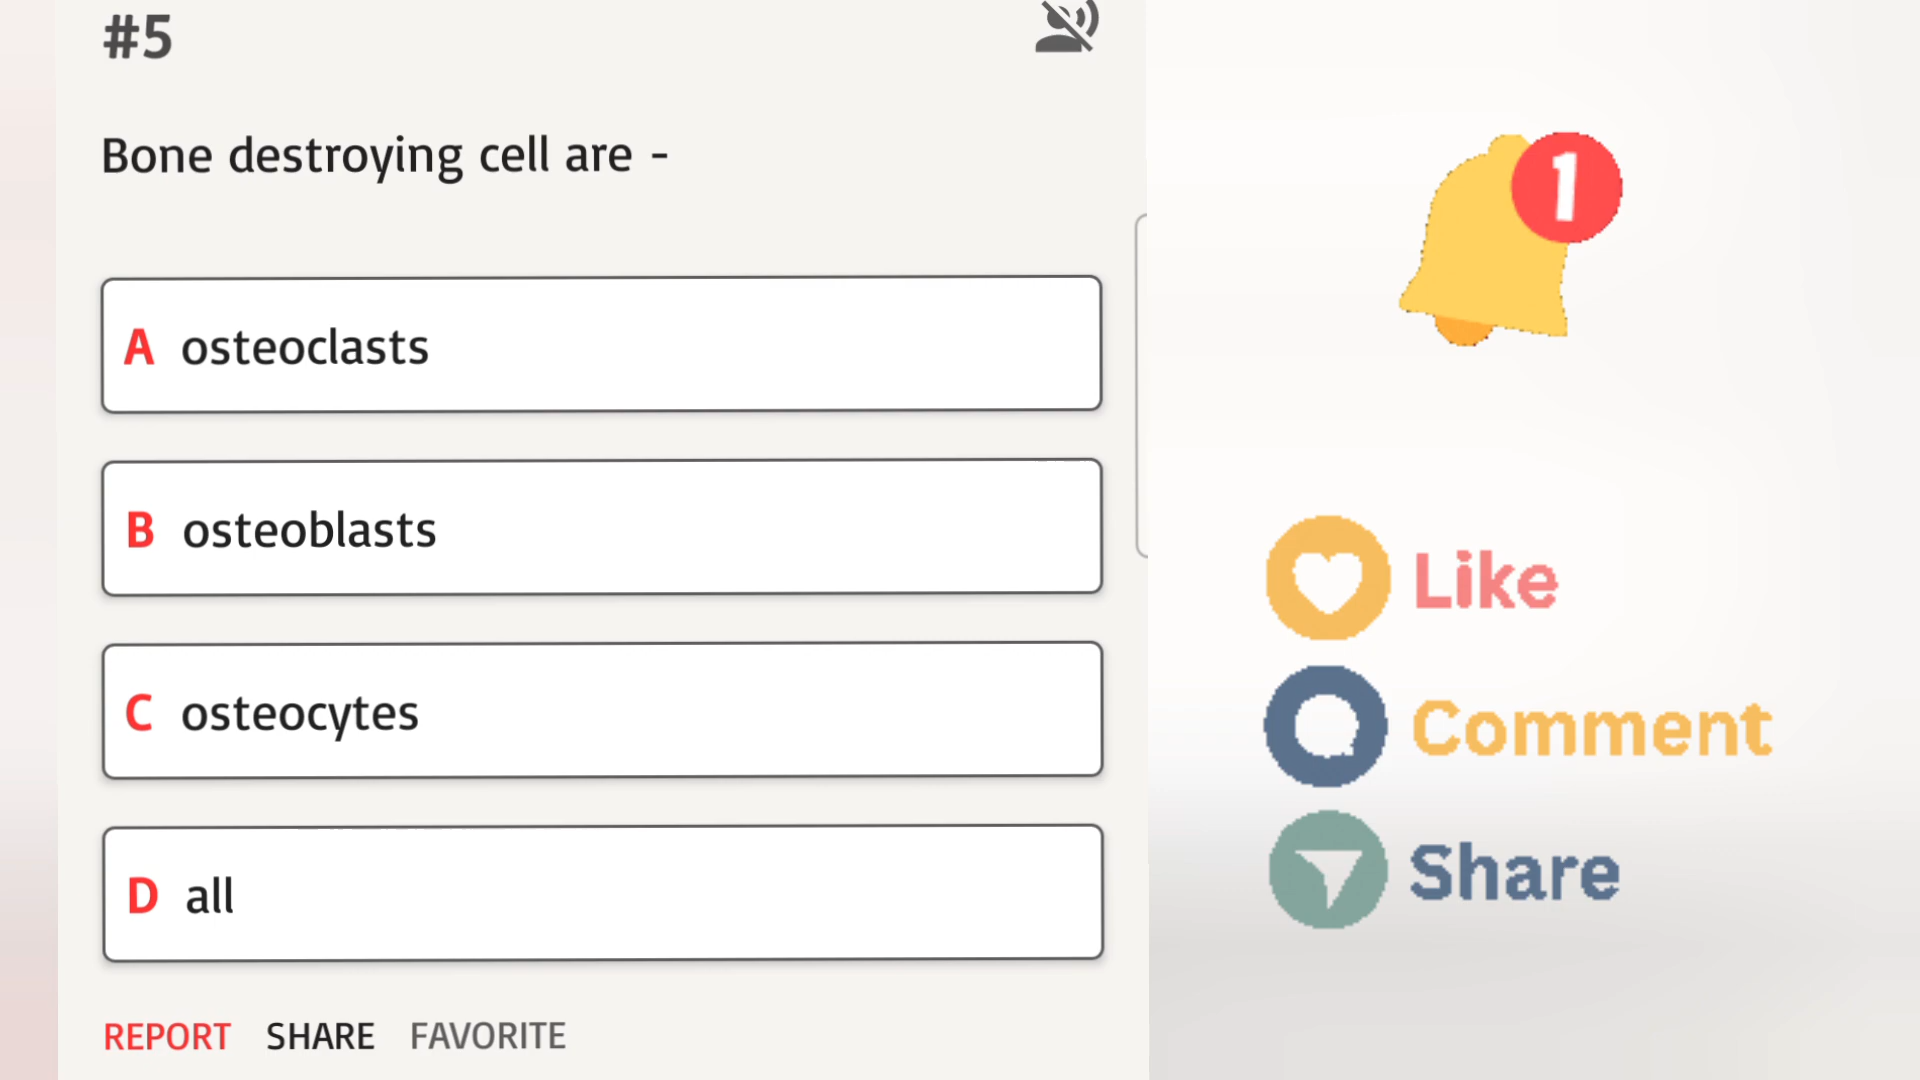 #5
Bone destroying cell are -
A osteoclasts
B osteoblasts
C osteocytes
D all
REPORT SHARE FAVORITE
1
Like
Comment
Share